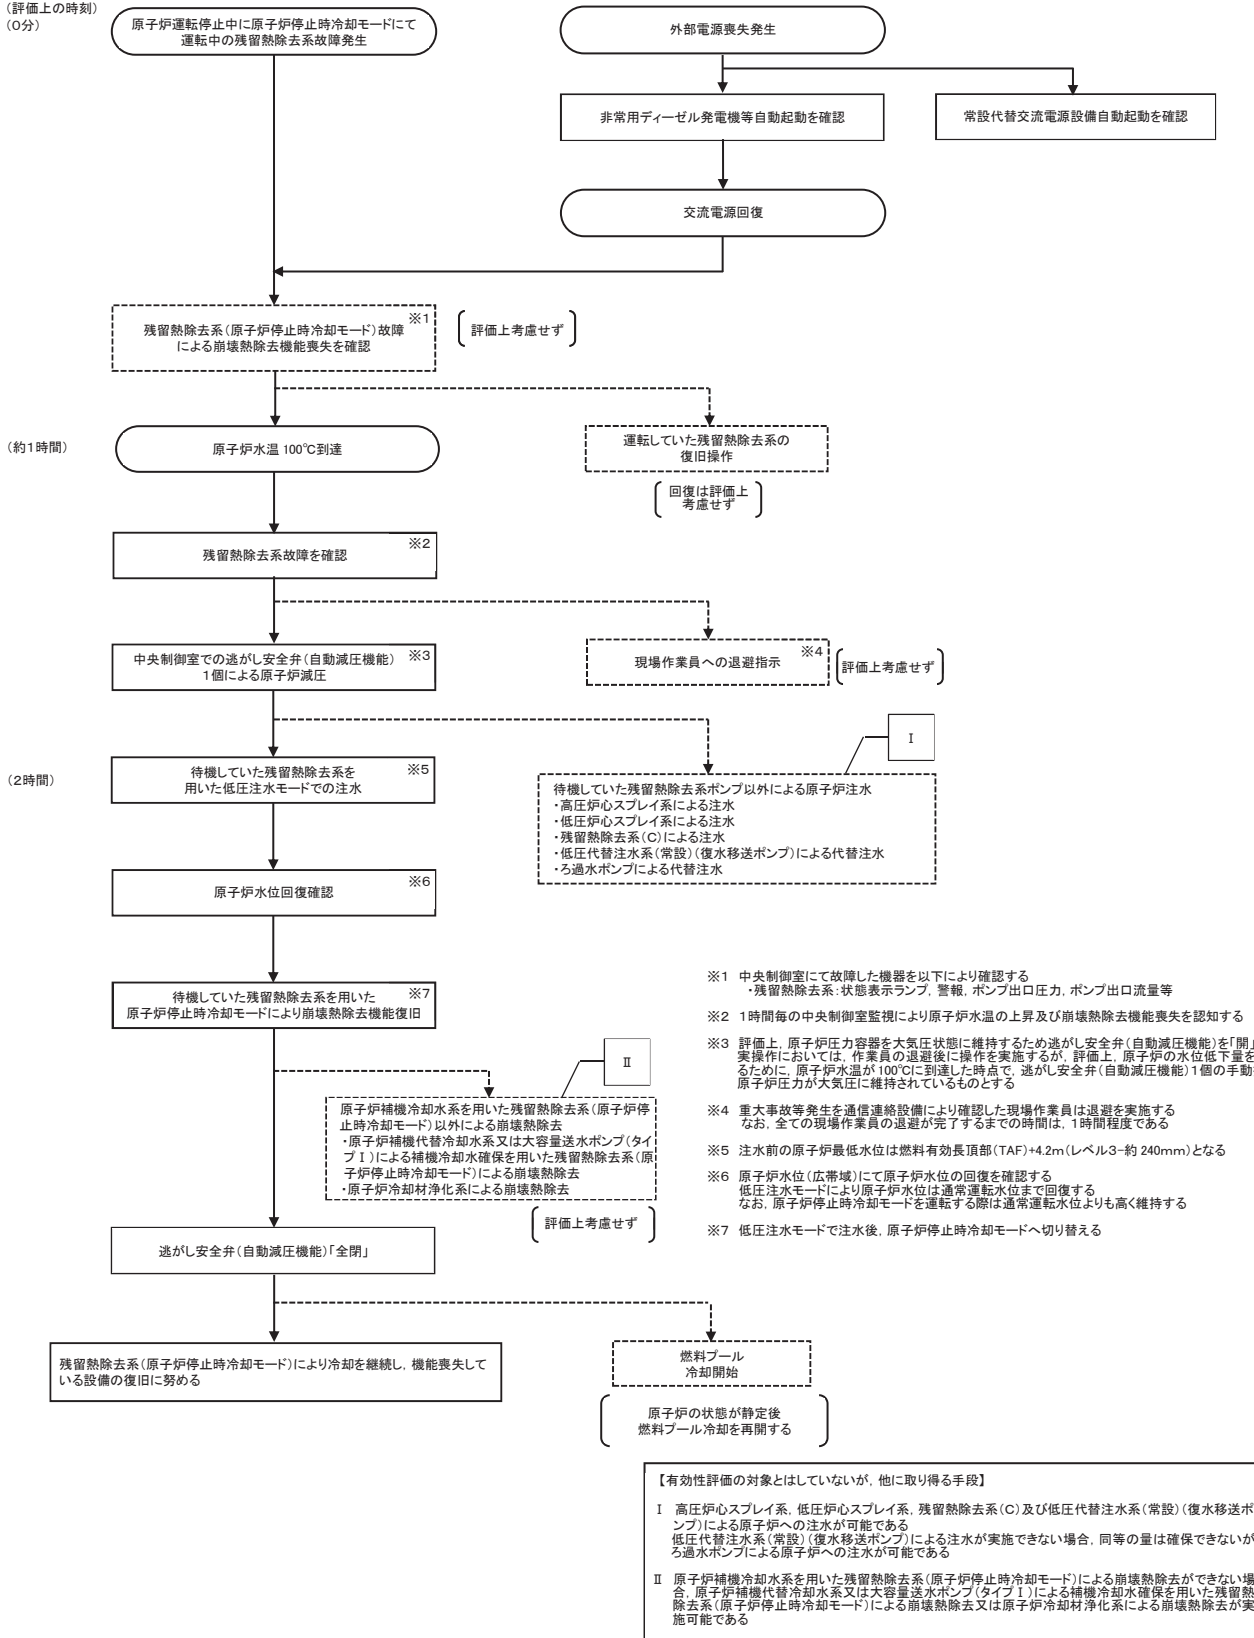 (評価上の時刻)
(0分)
原子炉運転停止中に原子炉停止時冷却モードにて
運転中の残留熱除去系故障発生
外部電源喪失発生
非常用ディーゼル発電機等自動起動を確認
常設代替交流電源設備自動起動を確認
交流電源回復
※1
残留熱除去系(原子炉停止時冷却モード)故障
による崩壊熱除去機能喪失を確認
評価上考慮せず
(約1時間)
原子炉水温 100℃到達
運転していた残留熱除去系の
復旧操作
回復は評価上
考慮せず
※2
残留熱除去系故障を確認
※3
中央制御室での逃がし安全弁(自動減圧機能)
1個による原子炉減圧
※4
現場作業員への退避指示
評価上考慮せず
(2時間)
※5
待機していた残留熱除去系を
用いた低圧注水モードでの注水
Ⅰ
待機していた残留熱除去系ポンプ以外による原子炉注水
・高圧炉心スプレイ系による注水
・低圧炉心スプレイ系による注水
・残留熱除去系(C)による注水
・低圧代替注水系(常設)(復水移送ポンプ)による代替注水
・ろ過水ポンプによる代替注水
※6
原子炉水位回復確認
※7
待機していた残留熱除去系を用いた
原子炉停止時冷却モードにより崩壊熱除去機能復旧
Ⅱ
原子炉補機冷却水系を用いた残留熱除去系(原子炉停
止時冷却モード)以外による崩壊熱除去
・原子炉補機代替冷却水系又は大容量送水ポンプ(タイ
プⅠ)による補機冷却水確保を用いた残留熱除去系(原
子炉停止時冷却モード)による崩壊熱除去
・原子炉冷却材浄化系による崩壊熱除去
評価上考慮せず
逃がし安全弁(自動減圧機能)「全閉」
残留熱除去系(原子炉停止時冷却モード)により冷却を継続し, 機能喪失して
いる設備の復旧に努める
燃料プール
冷却開始
原子炉の状態が静定後
燃料プール冷却を再開する
※1 中央制御室にて故障した機器を以下により確認する
・残留熱除去系:状態表示ランプ, 警報, ポンプ出口圧力, ポンプ出口流量等
※2 1時間毎の中央制御室監視により原子炉水温の上昇及び崩壊熱除去機能喪失を認知する
※3 評価上, 原子炉圧力容器を大気圧状態に維持するため逃がし安全弁(自動減圧機能)を「開」
実操作においては, 作業員の退避後に操作を実施するが, 評価上, 原子炉の水位低下量を
るために, 原子炉水温が100℃に到達した時点で, 逃がし安全弁(自動減圧機能)1個の手動
原子炉圧力が大気圧に維持されているものとする
※4 重大事故等発生を通信連絡設備により確認した現場作業員は退避を実施する
なお, 全ての現場作業員の退避が完了するまでの時間は, 1時間程度である
※5 注水前の原子炉最低水位は燃料有効長頂部(TAF)+4.2m(レベル3-約 240mm)となる
※6 原子炉水位(広帯域)にて原子炉水位の回復を確認する
低圧注水モードにより原子炉水位は通常運転水位まで回復する
なお, 原子炉停止時冷却モードを運転する際は通常運転水位よりも高く維持する
※7 低圧注水モードで注水後, 原子炉停止時冷却モードへ切り替える
【有効性評価の対象とはしていないが, 他に取り得る手段】
Ⅰ 高圧炉心スプレイ系, 低圧炉心スプレイ系, 残留熱除去系(C)及び低圧代替注水系(常設)(復水移送ポ
ンプ)による原子炉への注水が可能である
低圧代替注水系(常設)(復水移送ポンプ)による注水が実施できない場合, 同等の量は確保できないが
ろ過水ポンプによる原子炉への注水が可能である
Ⅱ 原子炉補機冷却水系を用いた残留熱除去系(原子炉停止時冷却モード)による崩壊熱除去ができない場
合, 原子炉補機代替冷却水系又は大容量送水ポンプ(タイプⅠ)による補機冷却水確保を用いた残留熱
除去系(原子炉停止時冷却モード)による崩壊熱除去又は原子炉冷却材浄化系による崩壊熱除去が実
施可能である